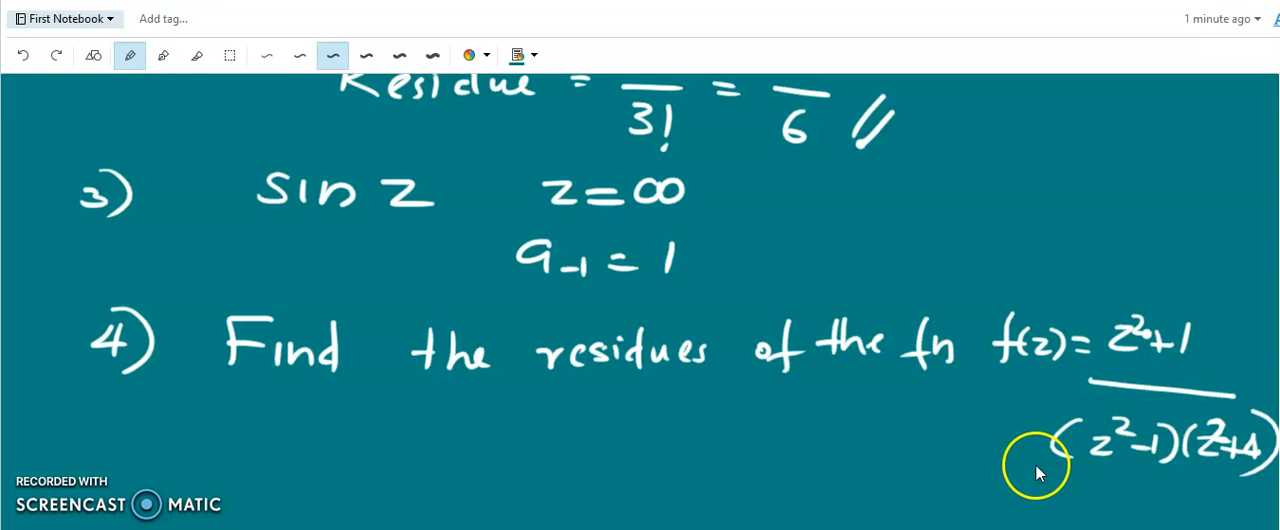 First Notebook
Add tag...
1 minute ago
Residue = /3! = /6 //
3) sin z z=∞
a₋₁ = 1
4) Find the residues of the fn f(z)= z²+1
(z²-1)(z+4)
RECORDED WITH
SCREENCAST MATIC